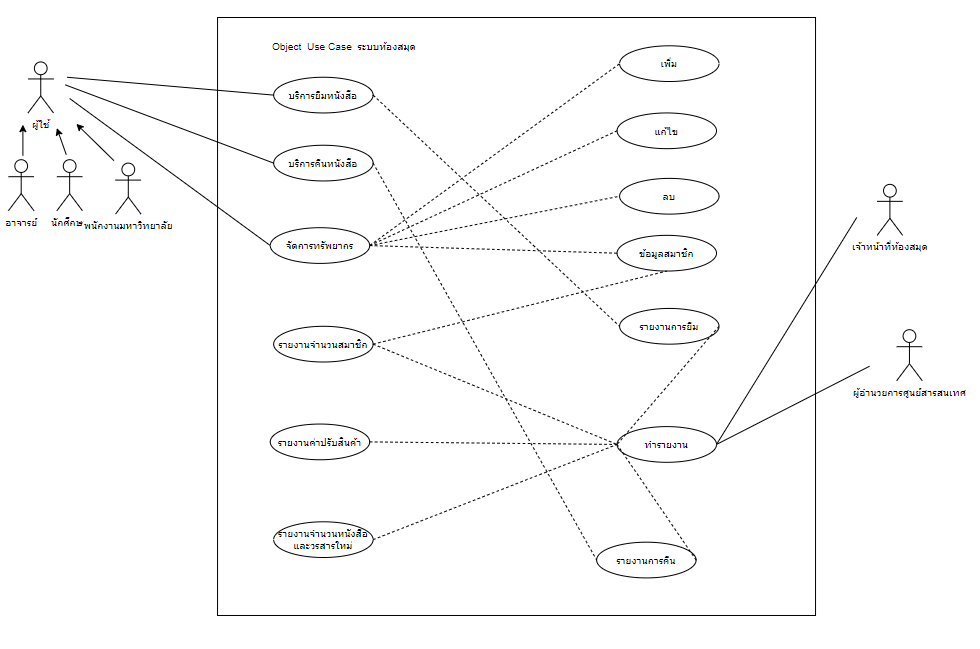 Object Use Case ระบบห้องสมุด
เพิ่ม
บริการยืมหนังสือ
ผู้ใช้
แก้ไข
บริการคืนหนังสือ
ลบ
อาจารย์
นักศึกษ
พนักงานมหาวิทยาลัย
จัดการทรัพยากร
ข้อมูลสมาชิก
เจ้าหน้าที่ห้องสมุด
รายงานการยืม
รายงานจำนวนสมาชิก
ผู้อำนวยการศูนย์สารสนเทศ
รายงานค่าปรับสินค้า
ทำรายงาน
รายงานจำนวนหนังสือ
และวรสารใหม่
รายงานการคืน